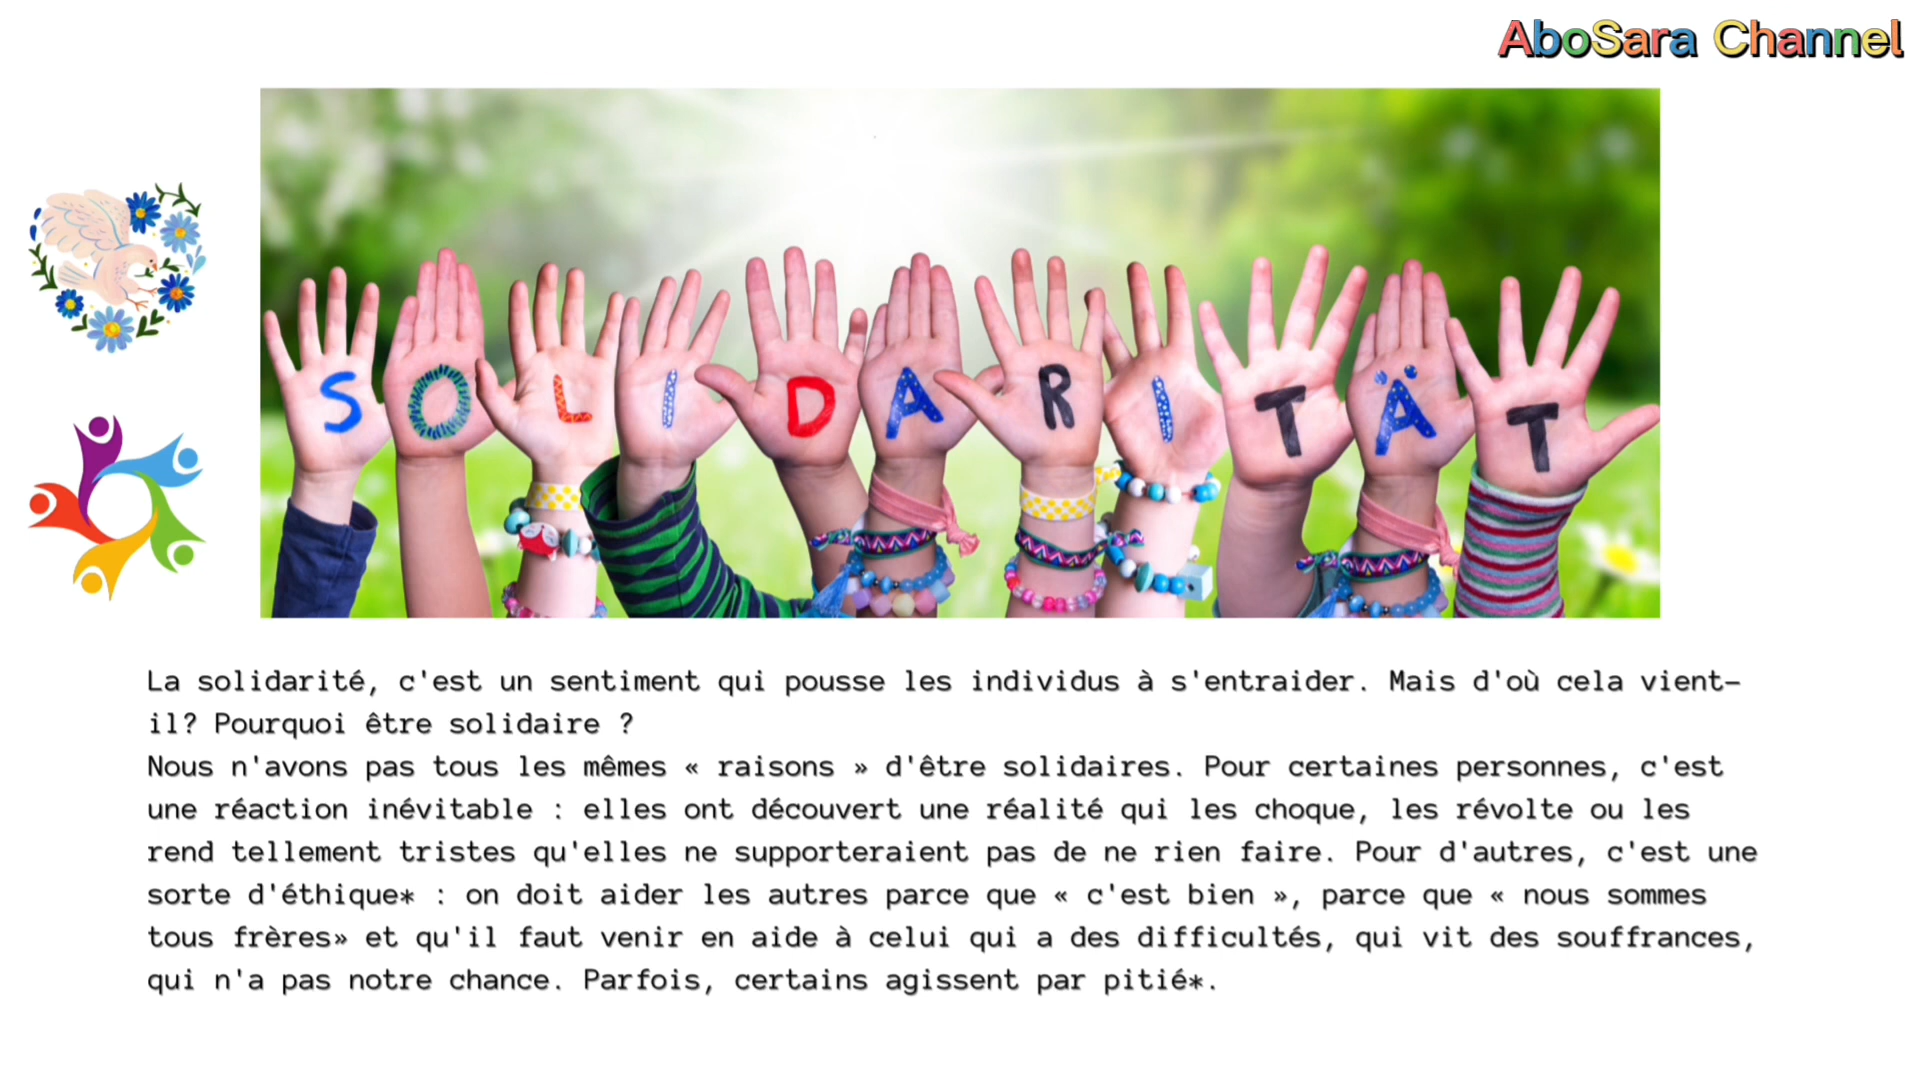 AboSara Channel
SOLIDARITÄT
La solidarité, c'est un sentiment qui pousse les individus à s'entraider. Mais d'où cela vient-
il? Pourquoi être solidaire ?
Nous n'avons pas tous les mêmes « raisons » d'être solidaires. Pour certaines personnes, c'est
une réaction inévitable : elles ont découvert une réalité qui les choque, les révolte ou les
rend tellement tristes qu'elles ne supporteraient pas de ne rien faire. Pour d'autres, c'est une
sorte d'éthique* : on doit aider les autres parce que « c'est bien », parce que « nous sommes
tous frères» et qu'il faut venir en aide à celui qui a des difficultés, qui vit des souffrances,
qui n'a pas notre chance. Parfois, certains agissent par pitié*.